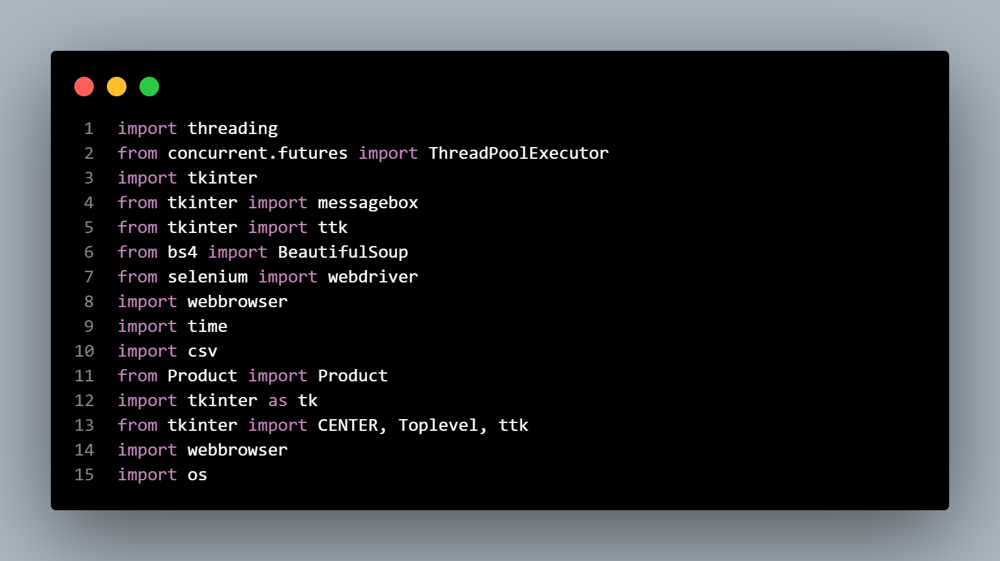 1 import threading
2 from concurrent.futures import ThreadPoolExecutor
3 import tkinter
4 from tkinter import messagebox
5 from tkinter import ttk
6 from bs4 import BeautifulSoup
7 from selenium import webdriver
8 import webbrowser
9 import time
10 import csv
11 from Product import Product
12 import tkinter as tk
13 from tkinter import CENTER, Toplevel, ttk
14 import webbrowser
15 import os